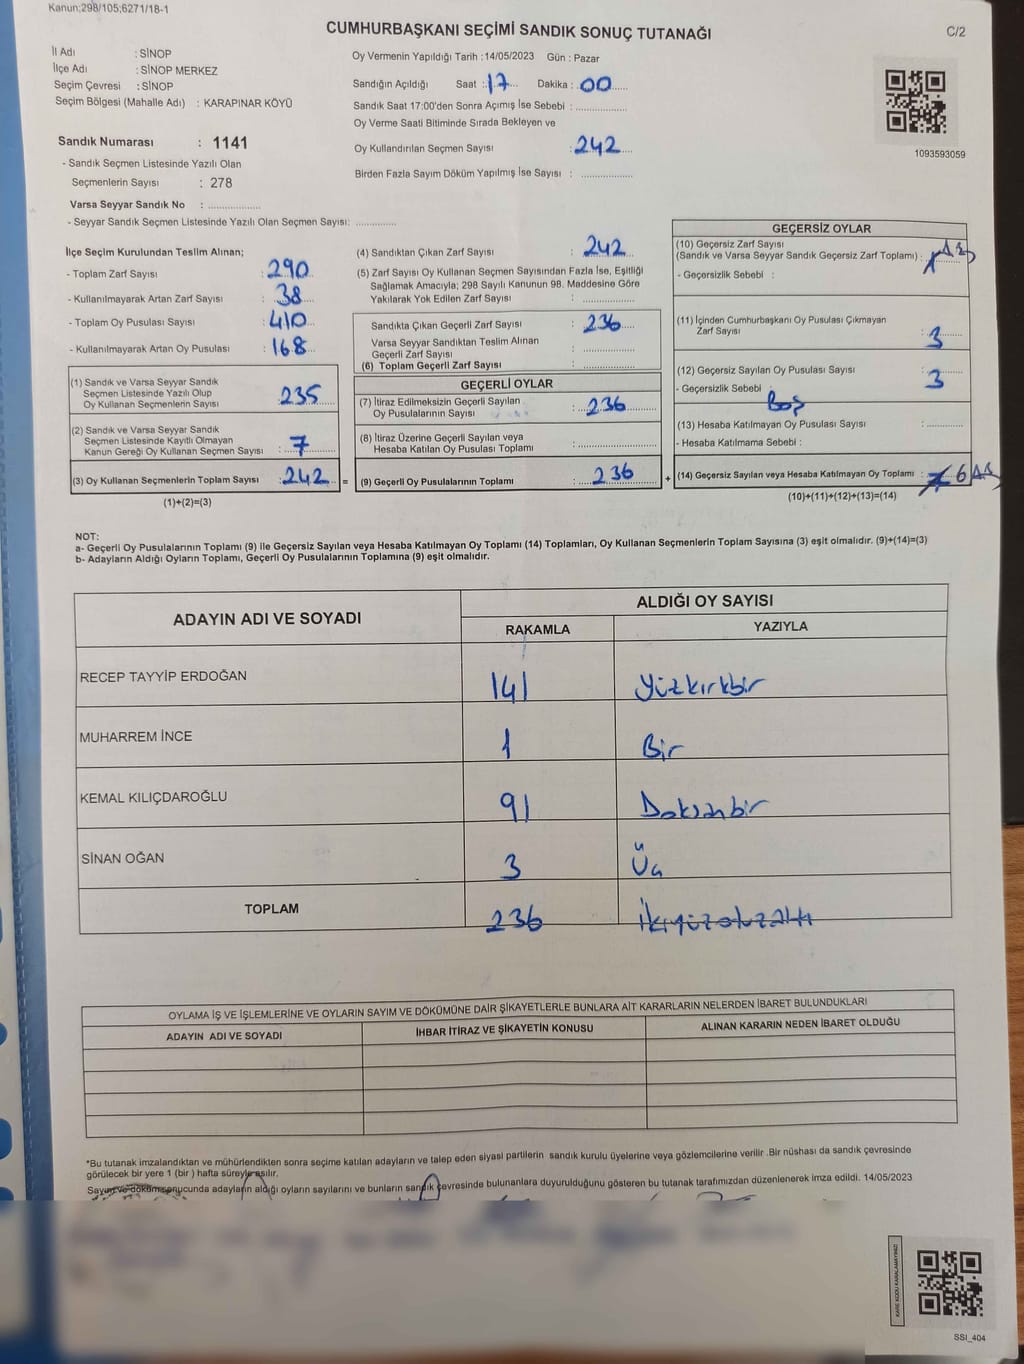 Kanun;298/105;6271/18-1
CUMHURBAŞKANI SEÇİMİ SANDIK SONUÇ TUTANAĞI
C/2
İl Adı : SİNOP
İlçe Adı : SİNOP MERKEZ
Seçim Çevresi : SİNOP
Seçim Bölgesi (Mahalle Adı) : KARAPINAR KÖYÜ
Oy Vermenin Yapıldığı Tarih :14/05/2023 Gün : Pazar
Sandığın Açıldığı Saat :17 Dakika :00
Sandık Saat 17:00'den Sonra Açımış İse Sebebi :
Oy Verme Saati Bitiminde Sırada Bekleyen ve
Oy Kullandırılan Seçmen Sayısı :242
Birden Fazla Sayım Döküm Yapılmış İse Sayısı :
1093593059
Sandık Numarası : 1141
- Sandık Seçmen Listesinde Yazılı Olan
Seçmenlerin Sayısı : 278
Varsa Seyyar Sandık No :
- Seyyar Sandık Seçmen Listesinde Yazılı Olan Seçmen Sayısı:
İlçe Seçim Kurulundan Teslim Alınan;
- Toplam Zarf Sayısı : 290
- Kullanılmayarak Artan Zarf Sayısı : 38
- Toplam Oy Pusulası Sayısı : 410
- Kullanılmayarak Artan Oy Pusulası : 168
(1) Sandık ve Varsa Seyyar Sandık
Seçmen Listesinde Yazılı Olup
Oy Kullanan Seçmenlerin Sayısı : 235
(2) Sandık ve Varsa Seyyar Sandık
Seçmen Listesinde Kayıtlı Olmayan
Kanun Gereği Oy Kullanan Seçmen Sayısı : 7
(3) Oy Kullanan Seçmenlerin Toplam Sayısı :242 =
(1)+(2)=(3)
(4) Sandıktan Çıkan Zarf Sayısı : 242
(5) Zarf Sayısı Oy Kullanan Seçmen Sayısından Fazla İse, Eşitliği
Sağlamak Amacıyla; 298 Sayılı Kanunun 98. Maddesine Göre
Yakılarak Yok Edilen Zarf Sayısı :
Sandıkta Çıkan Geçerli Zarf Sayısı : 236
Varsa Seyyar Sandıktan Teslim Alınan
Geçerli Zarf Sayısı :
(6) Toplam Geçerli Zarf Sayısı :
GEÇERLİ OYLAR
(7) İtiraz Edilmeksizin Geçerli Sayılan
Oy Pusulalarının Sayısı : 236
(8) İtiraz Üzerine Geçerli Sayılan veya
Hesaba Katılan Oy Pusulası Toplamı :
(9) Geçerli Oy Pusulalarının Toplamı : 236 +
GEÇERSİZ OYLAR
(10) Geçersiz Zarf Sayısı
(Sandık ve Varsa Seyyar Sandık Geçersiz Zarf Toplamı) :
- Geçersizlik Sebebi :
(11) İçinden Cumhurbaşkanı Oy Pusulası Çıkmayan
Zarf Sayısı : 3
(12) Geçersiz Sayılan Oy Pusulası Sayısı : 3
- Geçersizlik Sebebi : Boş
(13) Hesaba Katılmayan Oy Pusulası Sayısı :
- Hesaba Katılmama Sebebi :
(14) Geçersiz Sayılan veya Hesaba Katılmayan Oy Toplamı : 6
(10)+(11)+(12)+(13)=(14)
NOT:
a- Geçerli Oy Pusulalarının Toplamı (9) ile Geçersiz Sayılan veya Hesaba Katılmayan Oy Toplamı (14) Toplamları, Oy Kullanan Seçmenlerin Toplam Sayısına (3) eşit olmalıdır. (9)+(14)=(3)
b- Adayların Aldığı Oyların Toplamı, Geçerli Oy Pusulalarının Toplamına (9) eşit olmalıdır.
ADAYIN ADI VE SOYADI
ALDIĞI OY SAYISI
RAKAMLA YAZIYLA
RECEP TAYYİP ERDOĞAN 141 Yüzkırkbir
MUHARREM İNCE 1 Bir
KEMAL KILIÇDAROĞLU 91 Doksanbir
SİNAN OĞAN 3 Üç
TOPLAM 236 İkiyüzotuzaltı
OYLAMA İŞ VE İŞLEMLERİNE VE OYLARIN SAYIM VE DÖKÜMÜNE DAİR ŞİKAYETLERLE BUNLARA AİT KARARLARIN NELERDEN İBARET BULUNDUKLARI
ADAYIN ADI VE SOYADI İHBAR İTİRAZ VE ŞİKAYETİN KONUSU ALINAN KARARIN NEDEN İBARET OLDUĞU
*Bu tutanak imzalandıktan ve mühürlendikten sonra seçime katılan adayların ve talep eden siyasi partilerin sandık kurulu üyelerine veya gözlemcilerine verilir .Bir nüshası da sandık çevresinde
görülecek bir yere 1 (bir ) hafta süreyle asılır.
Sayım ve döküm sonucunda adayların aldığı oyların sayılarını ve bunların sandık çevresinde bulunanlara duyurulduğunu gösteren bu tutanak tarafımızdan düzenlenerek imza edildi. 14/05/2023
KARE KODU KARALAMAYINIZ!
SSI_404